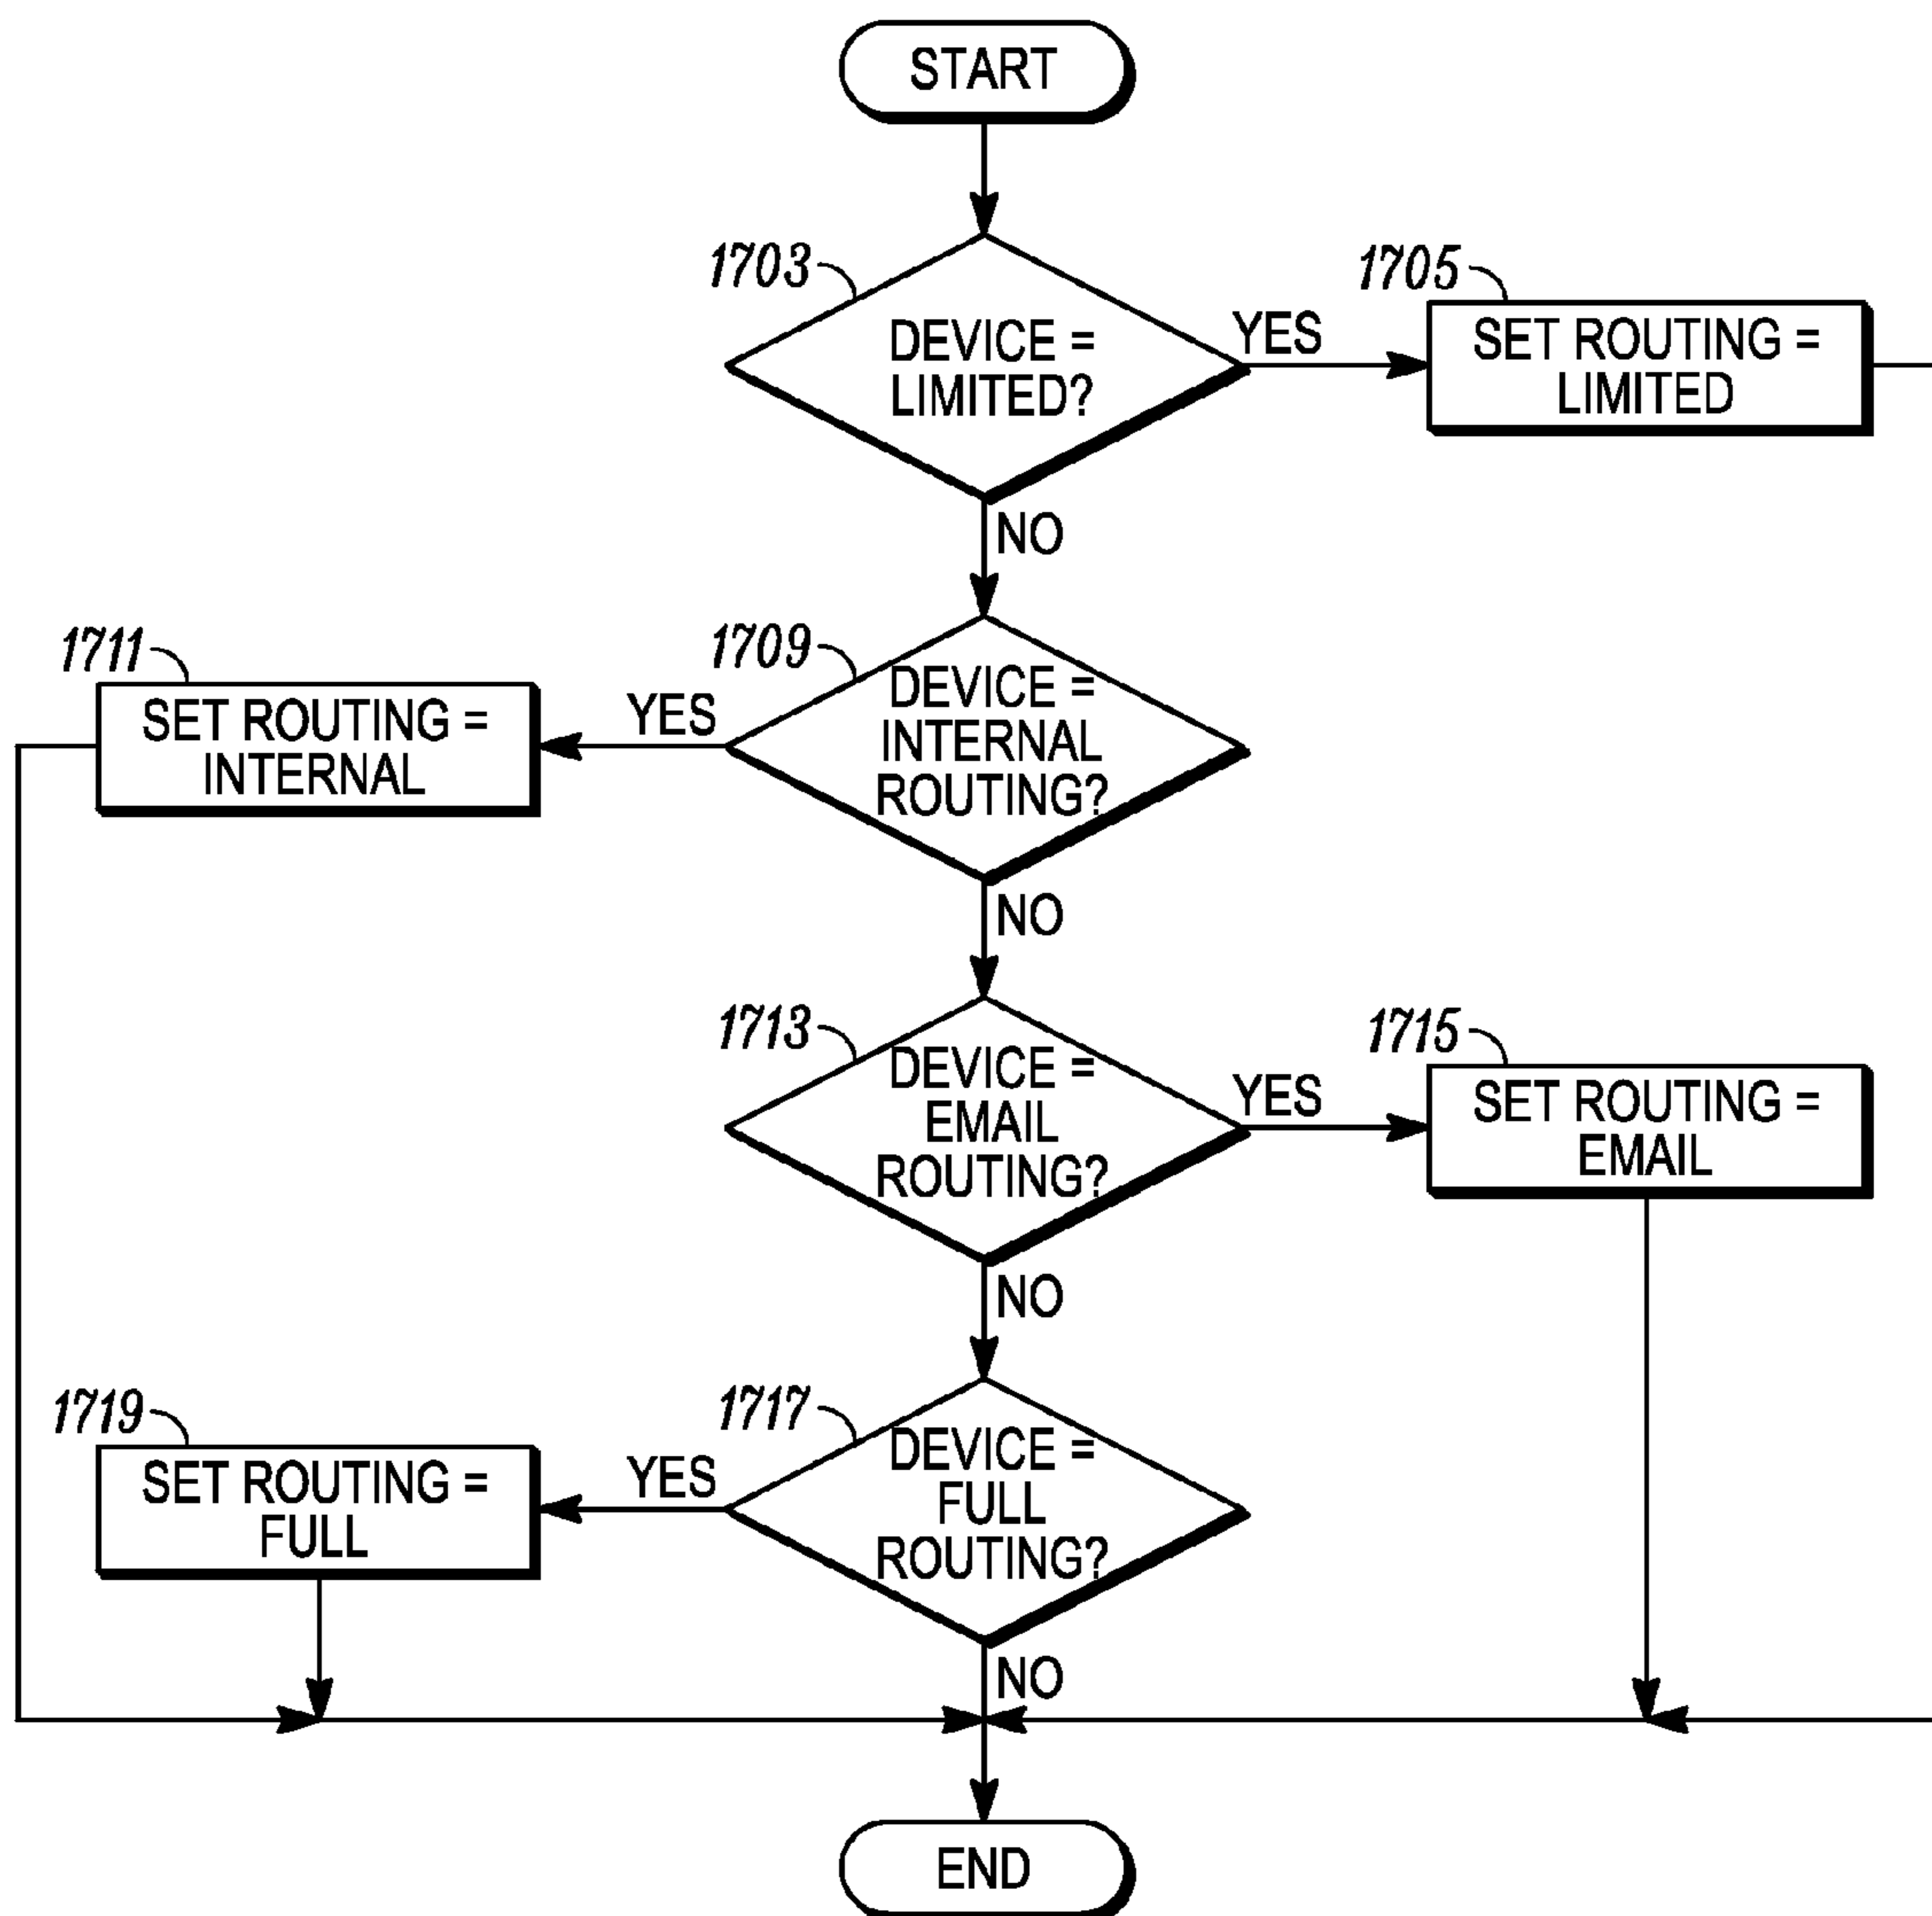 START
1703
DEVICE =
LIMITED?
YES
1705
SET ROUTING =
LIMITED
NO
1711
SET ROUTING =
INTERNAL
YES
1709
DEVICE =
INTERNAL
ROUTING?
NO
1713
DEVICE =
EMAIL
ROUTING?
YES
1715
SET ROUTING =
EMAIL
NO
1719
SET ROUTING =
FULL
YES
1717
DEVICE =
FULL
ROUTING?
NO
END